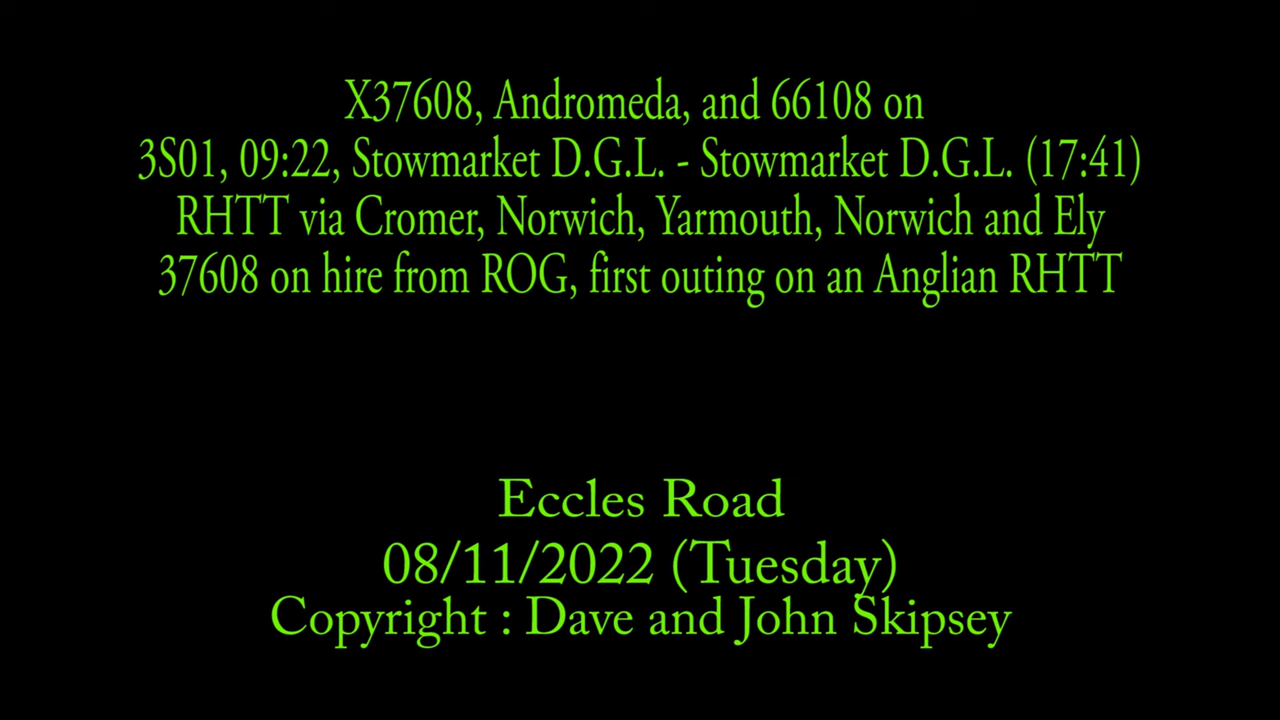 X37608, Andromeda, and 66108 on
3S01, 09:22, Stowmarket D.G.L. - Stowmarket D.G.L. (17:41)
RHTT via Cromer, Norwich, Yarmouth, Norwich and Ely
37608 on hire from ROG, first outing on an Anglian RHTT
Eccles Road
08/11/2022 (Tuesday)
Copyright : Dave and John Skipsey